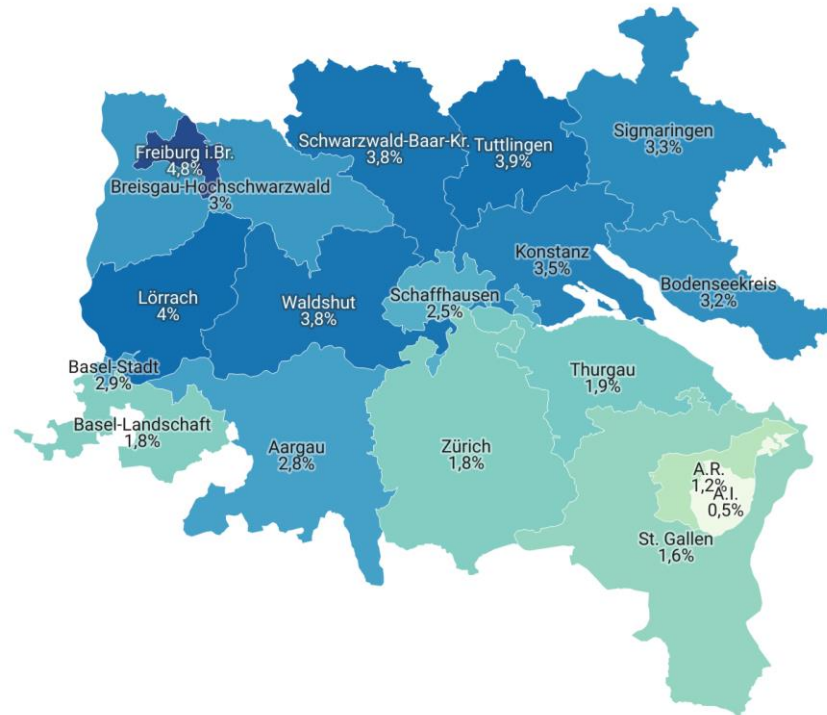 Sigmaringen
3,3%
Schwarzwald-Baar-Kr.
3,8%
Tuttlingen
3,9%
Freiburg i.Br.
4,8%
Breisgau-Hochschwarzwald
3%
Konstanz
3,5%
Bodenseekreis
3,2%
Lörrach
4%
Waldshut
3,8%
Schaffhausen
2,5%
Basel-Stadt
2,9%
Thurgau
1,9%
Basel-Landschaft
1,8%
Aargau
2,8%
Zürich
1,8%
A.R.
1,2%
A.I.
0,5%
St. Gallen
1,6%